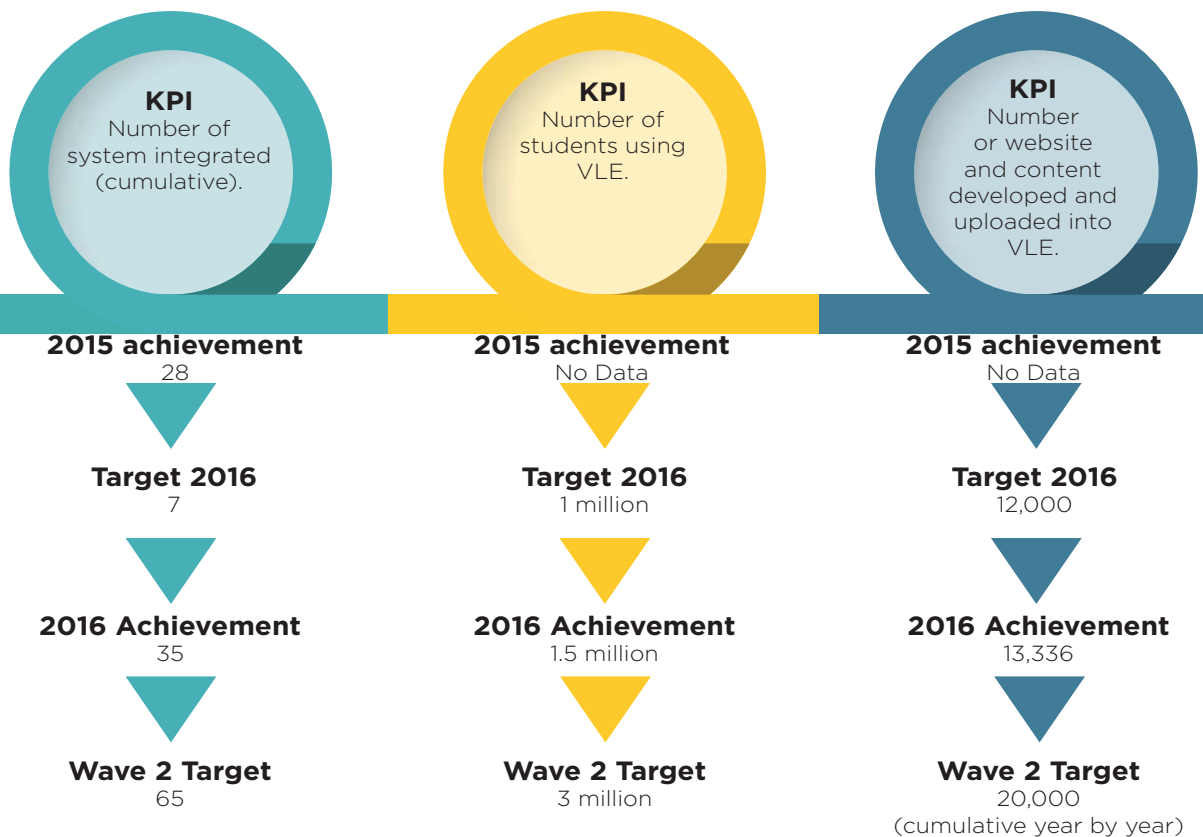 KPI
Number of
system integrated
(cumulative).
2015 achievement
28
Target 2016
7
2016 Achievement
35
Wave 2 Target
65
KPI
Number of
students using
VLE.
2015 achievement
No Data
Target 2016
1 million
2016 Achievement
1.5 million
Wave 2 Target
3 million
KPI
Number
or website
and content
developed and
uploaded into
VLE.
2015 achievement
No Data
Target 2016
12,000
2016 Achievement
13,336
Wave 2 Target
20,000
(cumulative year by year)